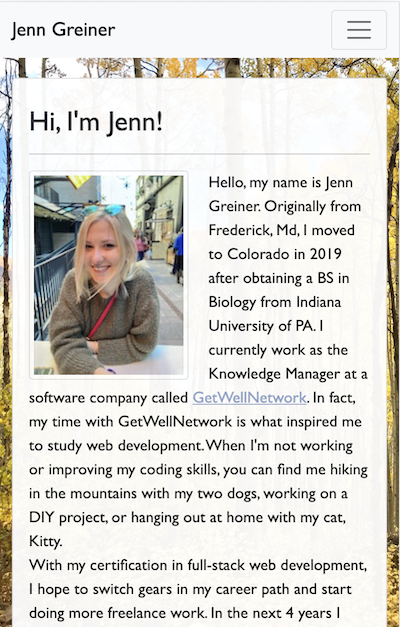 Jenn Greiner
Hi, I'm Jenn!
Hello, my name is Jenn
Greiner. Originally from
Frederick, Md, I moved
to Colorado in 2019
after obtaining a BS in
Biology from Indiana
University of PA. I
currently work as the
Knowledge Manager at a
software company called GetWellNetwork. In fact,
my time with GetWellNetwork is what inspired me
to study web development. When I'm not working
or improving my coding skills, you can find me hiking
in the mountains with my two dogs, working on a
DIY project, or hanging out at home with my cat,
Kitty.
With my certification in full-stack web development,
I hope to switch gears in my career path and start
doing more freelance work. In the next 4 years I